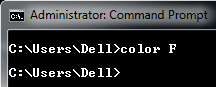 C:\. Administrator: Command Prompt
C:\Users\Dell>color F
C:\Users\Dell>